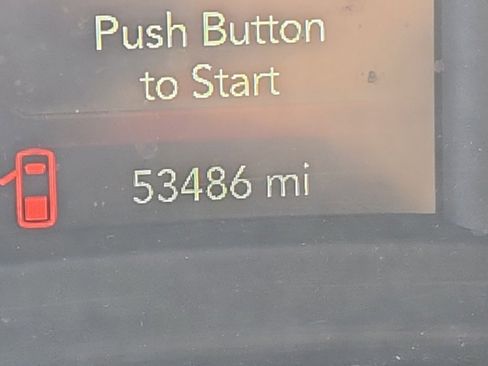 Push Button
to Start
53486 mi